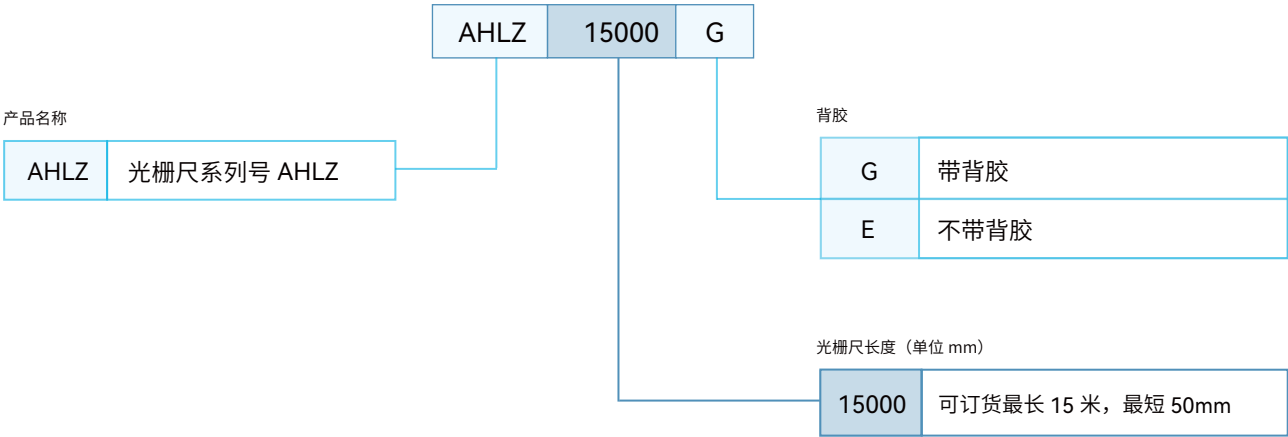 AHLZ 15000 G
产品名称
AHLZ 光栅尺系列号 AHLZ
背胶
G 带背胶
E 不带背胶
光栅尺长度（单位 mm）
15000 可订货最长 15 米，最短 50mm